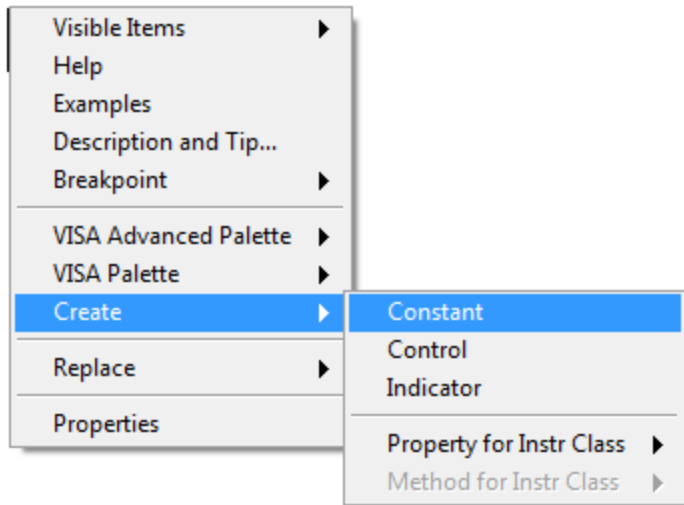 Visible Items
Help
Examples
Description and Tip...
Breakpoint
VISA Advanced Palette
VISA Palette
Create
Replace
Properties
Constant
Control
Indicator
Property for Instr Class
Method for Instr Class